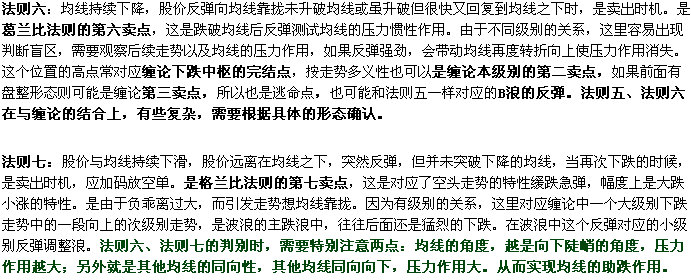 法则六：均线持续下降，股价反弹向均线靠拢未升破均线或虽升破但很快又回复到均线之下时，是卖出时机。是
葛兰比法则的第六卖点，这是跌破均线后反弹测试均线的压力惯性作用。由于不同级别的关系，这里容易出现
判断盲区，需要观察后续走势以及均线的压力作用，如果反弹强劲，会带动均线再度转折向上使压力作用消失。
这个位置的高点常对应缠论下跌中枢的完结点，按走势多义性也可以是缠论本级别的第二卖点，如果前面有
盘整形态则可能是缠论第三卖点，所以也是逃命点，也可能和法则五一样对应的B浪的反弹。法则五、法则六
在与缠论的结合上，有些复杂，需要根据具体的形态确认。
法则七：股价与均线持续下滑，股价远离在均线之下，突然反弹，但并未突破下降的均线，当再次下跌的时候，
是卖出时机，应加码放空单。是格兰比法则的第七卖点，这是对应了空头走势的特性缓跌急弹，幅度上是大跌
小涨的特性。是由于负乖离过大，而引发走势想均线靠拢。因为有级别的关系，这里对应缠论中一个大级别下跌
走势中的一段向上的次级别走势，是波浪的主跌浪中，往往后面还是猛烈的下跌。在波浪中这个反弹对应的小级
别反弹调整浪。法则六、法则七的判别时，需要特别注意两点：均线的角度，越是向下陡峭的角度，压力
作用越大；另外就是其他均线的同向性，其他均线同向向下，压力作用大。从而实现均线的助跌作用。